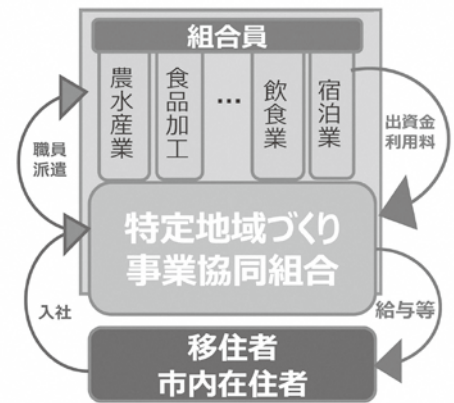 組合員
農水産業
食品加工
…
飲食業
宿泊業
職員
派遣
出資金
利用料
特定地域づくり
事業協同組合
入社
給与等
移住者
市内在住者